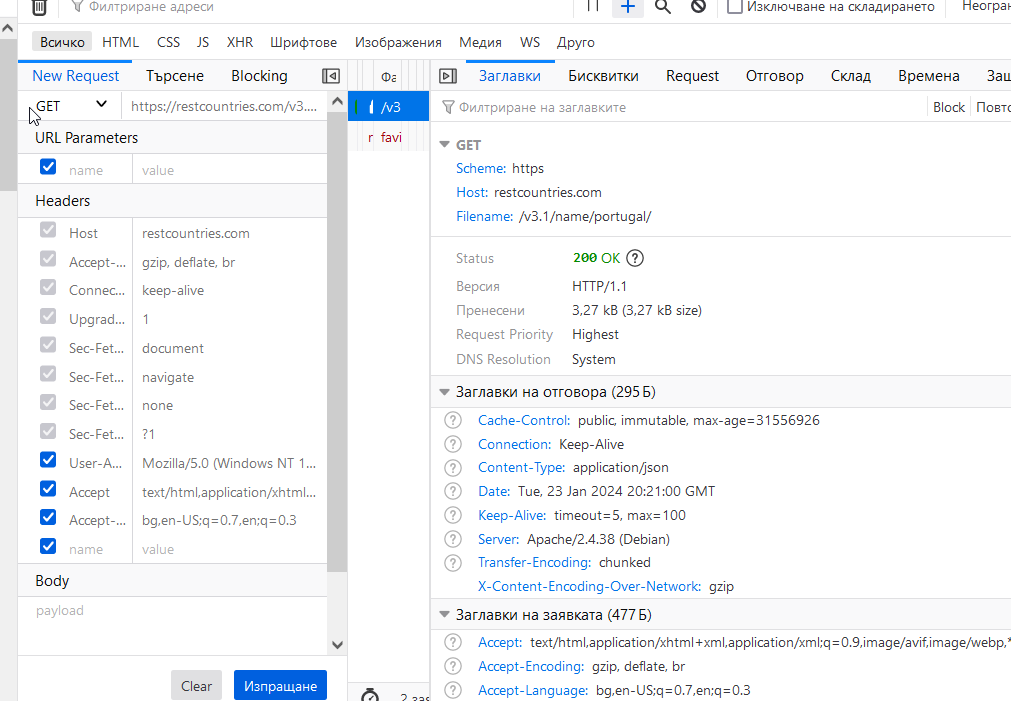 Филтриране адреси
Изключване на складирането
Неогран
Всичко HTML CSS JS XHR Шрифтове Изображения Медия WS Друго
New Request Търсене Blocking
GET https://restcountries.com/v3....
URL Parameters
name value
Headers
Host restcountries.com
Accept-... gzip, deflate, br
Connec... keep-alive
Upgrad... 1
Sec-Fet... document
Sec-Fet... navigate
Sec-Fet... none
Sec-Fet... ?1
User-A... Mozilla/5.0 (Windows NT 1...
Accept text/html,application/xhtml...
Accept-... bg,en-US;q=0.7,en;q=0.3
name value
Body
payload
Clear Изпращане
Фа
/v3
r favi
2 зая
Заглавки Бисквитки Request Отговор Склад Времена Защ
Филтриране на заглавките Block Повто
GET
Scheme: https
Host: restcountries.com
Filename: /v3.1/name/portugal/
Status 200 OK ?
Версия HTTP/1.1
Пренесени 3,27 kB (3,27 kB size)
Request Priority Highest
DNS Resolution System
Заглавки на отговора (295 Б)
? Cache-Control: public, immutable, max-age=31556926
? Connection: Keep-Alive
? Content-Type: application/json
? Date: Tue, 23 Jan 2024 20:21:00 GMT
? Keep-Alive: timeout=5, max=100
? Server: Apache/2.4.38 (Debian)
? Transfer-Encoding: chunked
X-Content-Encoding-Over-Network: gzip
Заглавки на заявката (477 Б)
? Accept: text/html,application/xhtml+xml,application/xml;q=0.9,image/avif,image/webp,*
? Accept-Encoding: gzip, deflate, br
? Accept-Language: bg,en-US;q=0.7,en;q=0.3